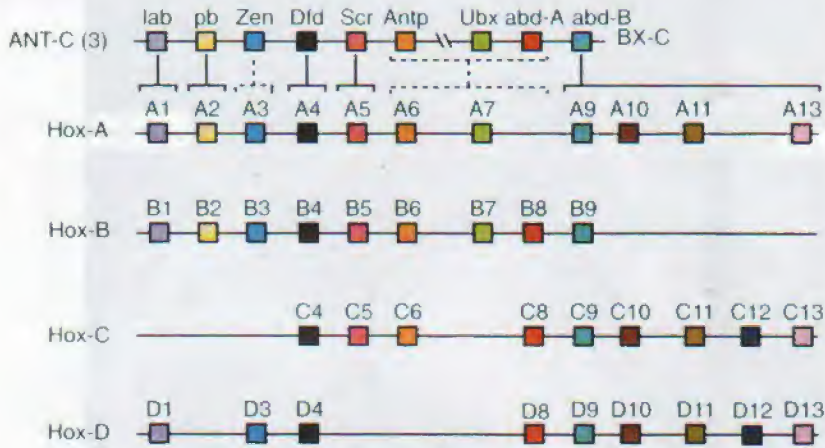 lab pb Zen Dfd Scr Antp Ubx abd-A abd-B
ANT-C (3) BX-C
A1 A2 A3 A4 A5 A6 A7 A9 A10 A11 A13
Hox-A
B1 B2 B3 B4 B5 B6 B7 B8 B9
Hox-B
C4 C5 C6 C8 C9 C10 C11 C12 C13
Hox-C
D1 D3 D4 D8 D9 D10 D11 D12 D13
Hox-D